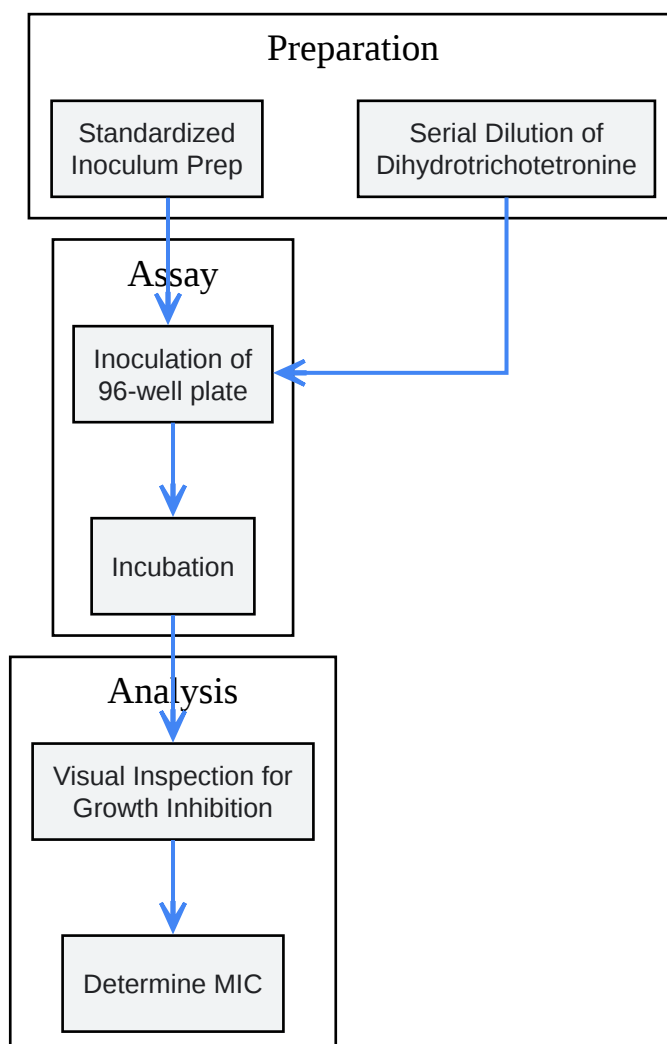 Preparation
Standardized
Inoculum Prep
Serial Dilution of
Dihydrotrichotetronine
Assay
Inoculation of
96-well plate
Incubation
Analysis
Visual Inspection for
Growth Inhibition
Determine MIC